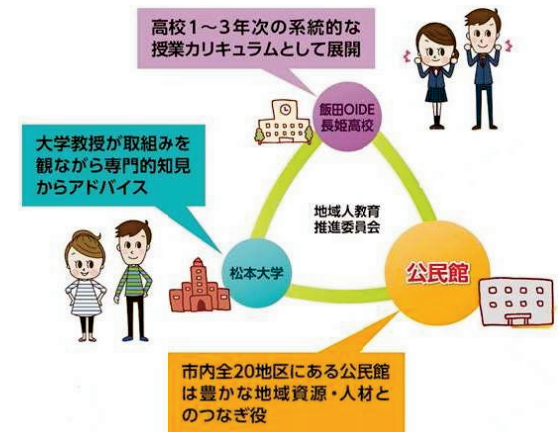 高校1～3年次の系統的な
授業カリキュラムとして展開
飯田OIDE
長姫高校
大学教授が取組みを
観ながら専門的知見
からアドバイス
地域人教育
推進委員会
松本大学
公民館
市内全20地区にある公民館
は豊かな地域資源・人材と
のつなぎ役